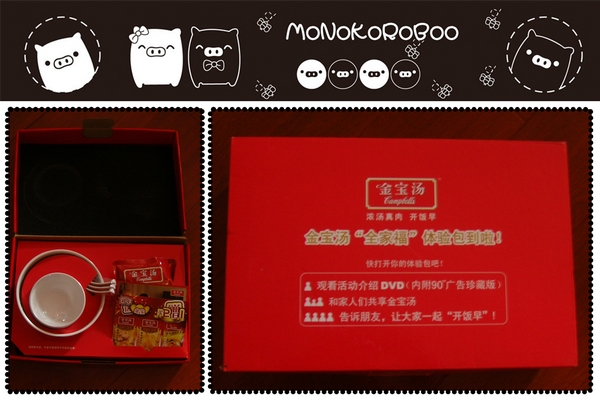 MONOKOROBOO
金宝汤
金宝汤
Campbell's
浓汤真肉 开饭早
金宝汤“全家福”体验包到啦!
快打开你的体验包吧!
观看活动介绍DVD(内附90"广告珍藏版)
和家人们共享金宝汤
告诉朋友,让大家一起“开饭早”!